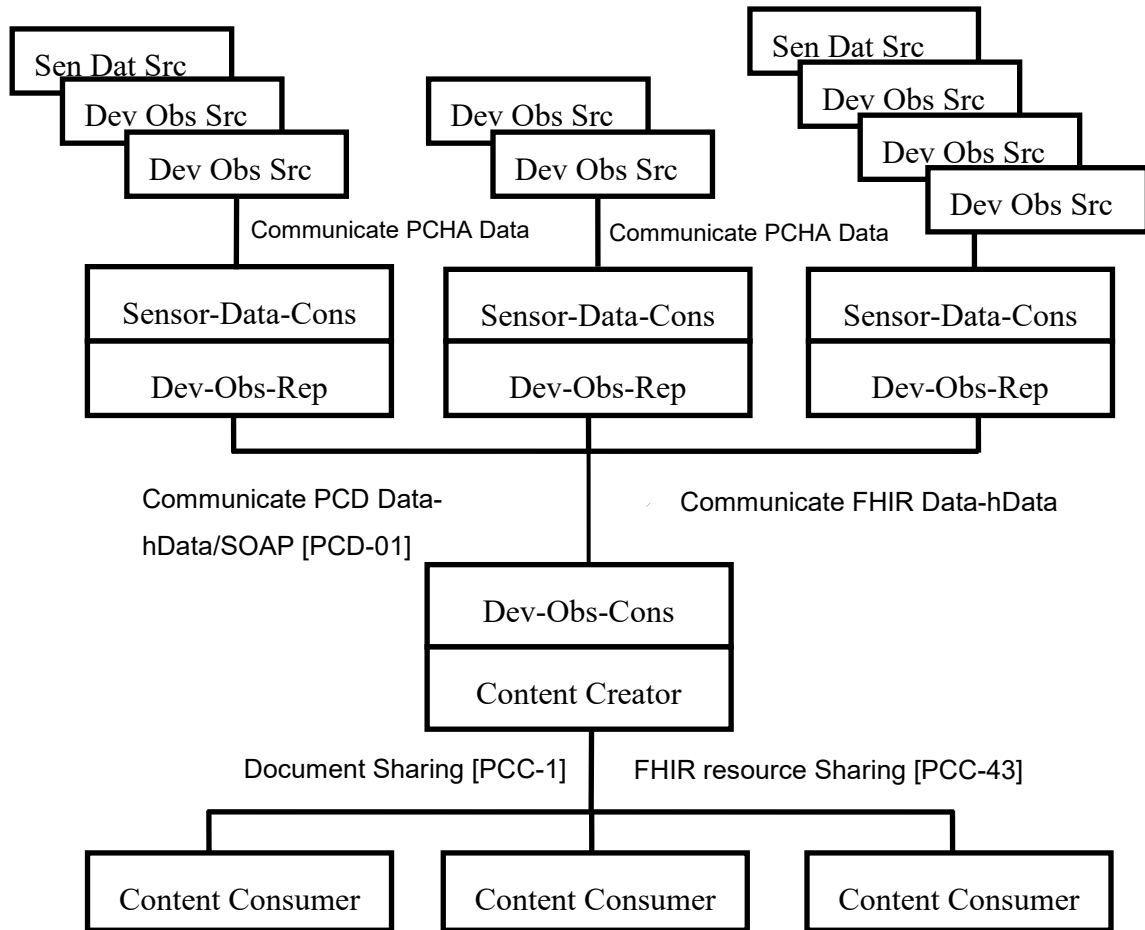 Sen Dat Src
Dev Obs Src
Dev Obs Src
Dev Obs Src
Dev Obs Src
Sen Dat Src
Dev Obs Src
Dev Obs Src
Dev Obs Src
Communicate PCHA Data
Communicate PCHA Data
Sensor-Data-Cons
Sensor-Data-Cons
Sensor-Data-Cons
Dev-Obs-Rep
Dev-Obs-Rep
Dev-Obs-Rep
Communicate PCD Data-
hData/SOAP [PCD-01]
Communicate FHIR Data-hData
Dev-Obs-Cons
Content Creator
Document Sharing [PCC-1]
FHIR resource Sharing [PCC-43]
Content Consumer
Content Consumer
Content Consumer